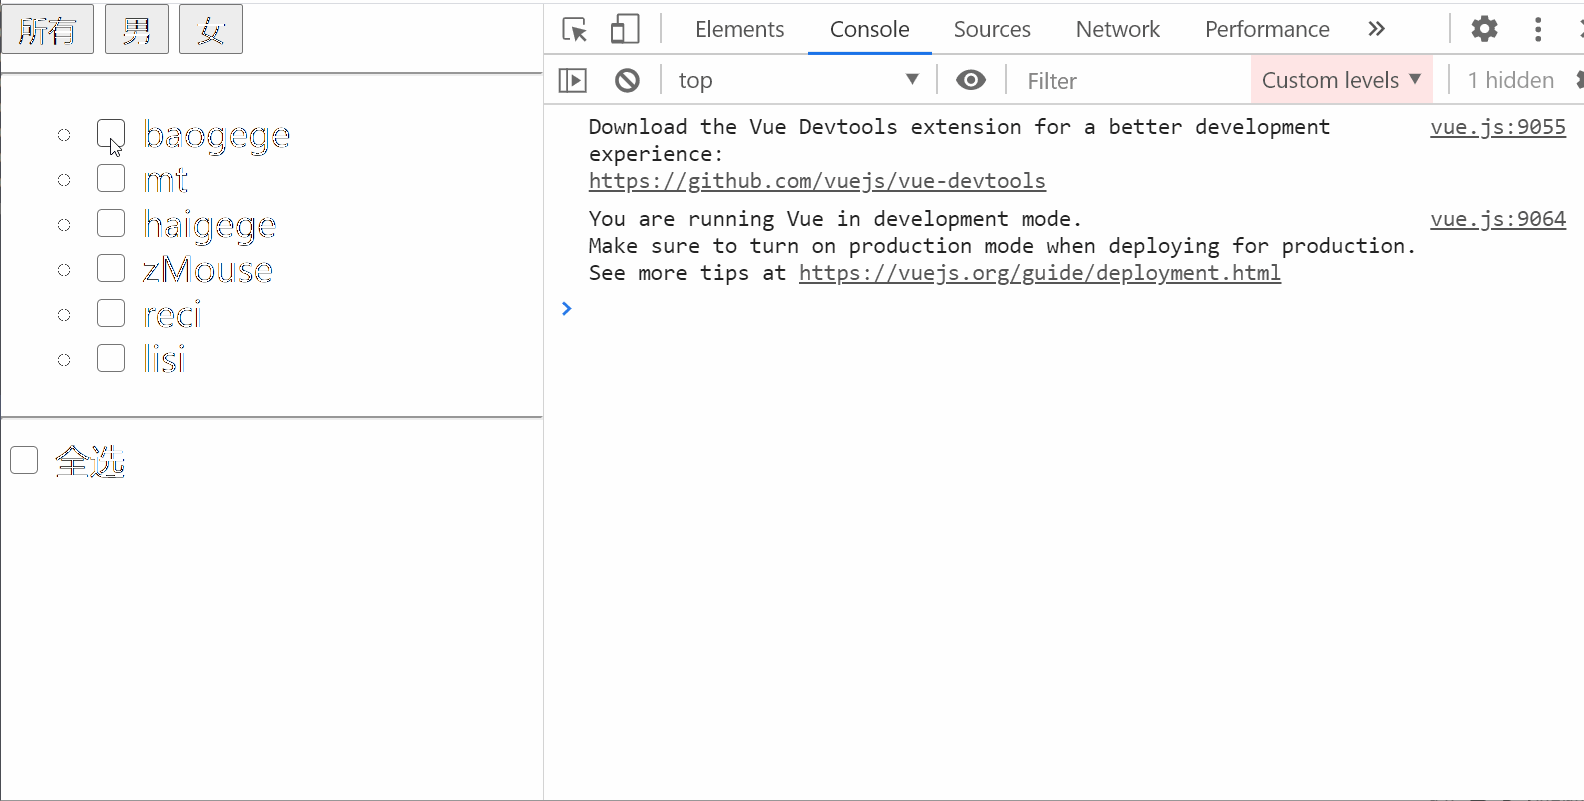 所有 男 女
baogege
mt
haigege
zMouse
reci
lisi
全选
Elements Console Sources Network Performance
top Filter Custom levels 1 hidden
Download the Vue Devtools extension for a better development vue.js:9055
experience:
https://github.com/vuejs/vue-devtools
You are running Vue in development mode. vue.js:9064
Make sure to turn on production mode when deploying for production.
See more tips at https://vuejs.org/guide/deployment.html